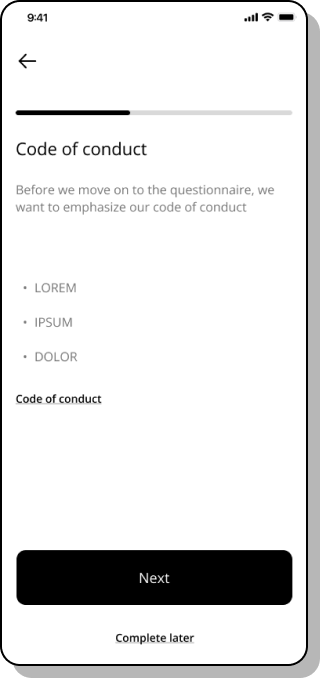 9:41
Code of conduct
Before we move on to the questionnaire, we
want to emphasize our code of conduct
• LOREM
• IPSUM
• DOLOR
Code of conduct
Next
Complete later